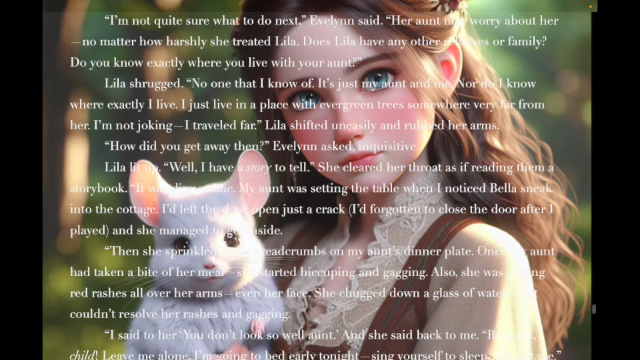 “I’m not quite sure what to do next,” Evelynn said. “Her aunt worry about her
—no matter how harshly she treated Lila. Does Lila have any other or family?
Do you know exactly where you live with your aunt?”
Lila shrugged. “No one that I know of. It’s just my aunt and me. Nor do I know
where exactly I live. I just live in a place with evergreen trees somewhere very far from
her. I’m not joking—I traveled far.” Lila shifted uneasily and rubbed her arms.
“How did you get away then?” Evelynn asked, inquisitive.
Lila lit up. “Well, I have a story to tell.” She cleared her throat as if reading them a
storybook. “It was My aunt was setting the table when I noticed Bella sneak
into the cottage. I’d left the door open just a crack (I’d forgotten to close the door after I
played) and she managed to get inside.
“Then she sprinkled breadcrumbs on my aunt’s dinner plate. Once my aunt
had taken a bite of her meal—she started hiccuping and gagging. Also, she was
red rashes all over her arms—even her face. She chugged down a glass of water
couldn’t resolve her rashes and gagging.
“I said to her ‘You don’t look so well aunt.’ And she said back to me. “
child! Leave me alone. I’m going to bed early tonight—sing yourself to sleep